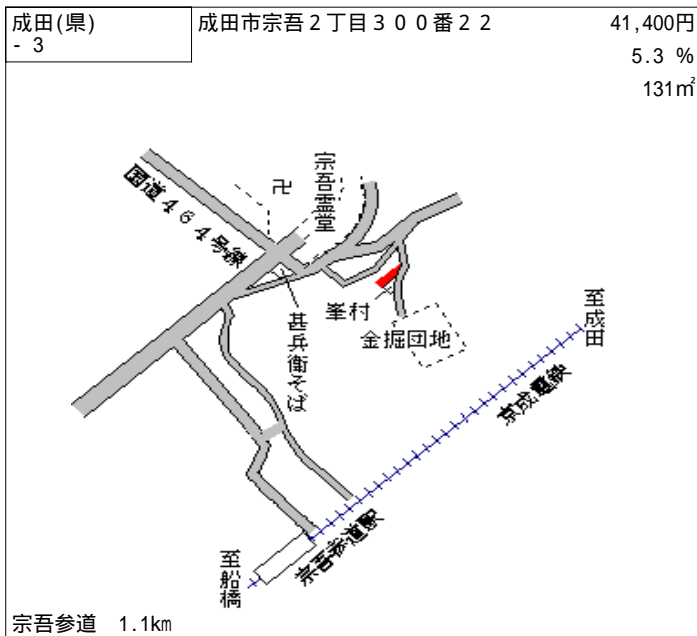 成田(県)
- 3
成田市宗吾２丁目３００番２２
41,400円
5.3 %
131㎡
国道４６４号線
卍
宗吾霊堂
甚兵衛そば
峯村
金掘団地
至成田
京成電鉄
宗吾参道駅
至船橋
宗吾参道 1.1km